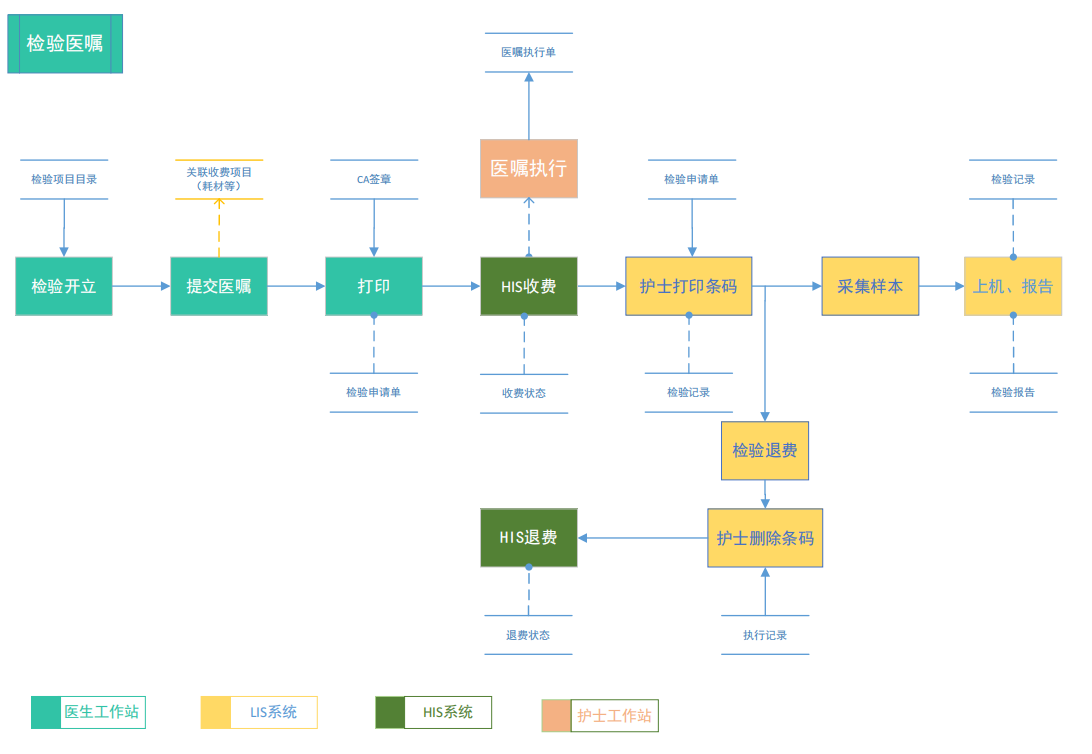 检验医嘱
医嘱执行单
医嘱执行
检验项目目录
关联收费项目
（耗材等）
CA签章
检验申请单
检验记录
检验开立
提交医嘱
打印
HIS收费
护士打印条码
采集样本
上机、报告
检验申请单
收费状态
检验记录
检验报告
检验退费
HIS退费
护士删除条码
退费状态
执行记录
医生工作站
LIS系统
HIS系统
护士工作站